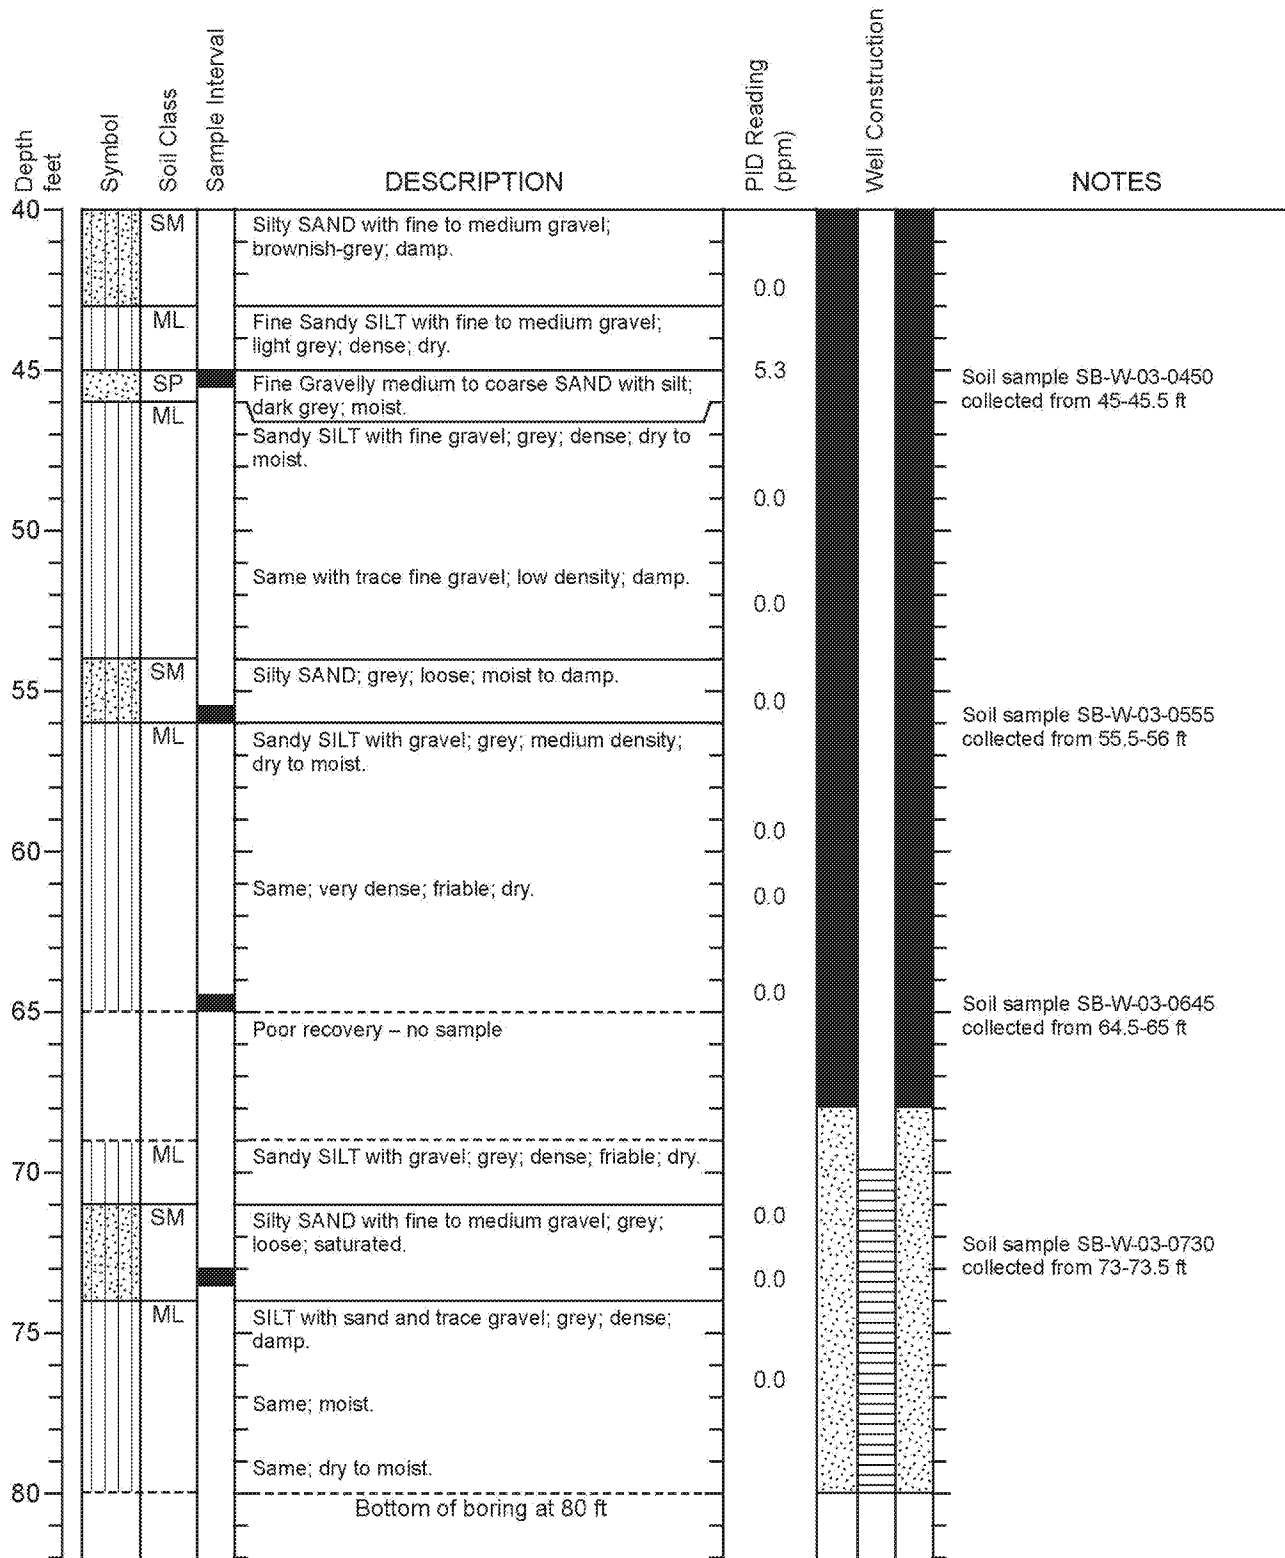 Depth
feet
Symbol
Soil Class
Sample Interval
DESCRIPTION
PID Reading
(ppm)
Well Construction
NOTES
40
SM
Silty SAND with fine to medium gravel;
brownish-grey; damp.
0.0
ML
Fine Sandy SILT with fine to medium gravel;
light grey; dense; dry.
45
5.3
SP
Fine Gravelly medium to coarse SAND with silt;
dark grey; moist.
Soil sample SB-W-03-0450
collected from 45-45.5 ft
ML
Sandy SILT with fine gravel; grey; dense; dry to
moist.
0.0
50
Same with trace fine gravel; low density; damp.
0.0
SM
Silty SAND; grey; loose; moist to damp.
55
0.0
Soil sample SB-W-03-0555
collected from 55.5-56 ft
ML
Sandy SILT with gravel; grey; medium density;
dry to moist.
0.0
60
Same; very dense; friable; dry.
0.0
0.0
65
Soil sample SB-W-03-0645
collected from 64.5-65 ft
Poor recovery – no sample
ML
Sandy SILT with gravel; grey; dense; friable; dry.
70
SM
Silty SAND with fine to medium gravel; grey;
loose; saturated.
0.0
Soil sample SB-W-03-0730
collected from 73-73.5 ft
0.0
ML
SILT with sand and trace gravel; grey; dense;
damp.
75
0.0
Same; moist.
Same; dry to moist.
80
Bottom of boring at 80 ft